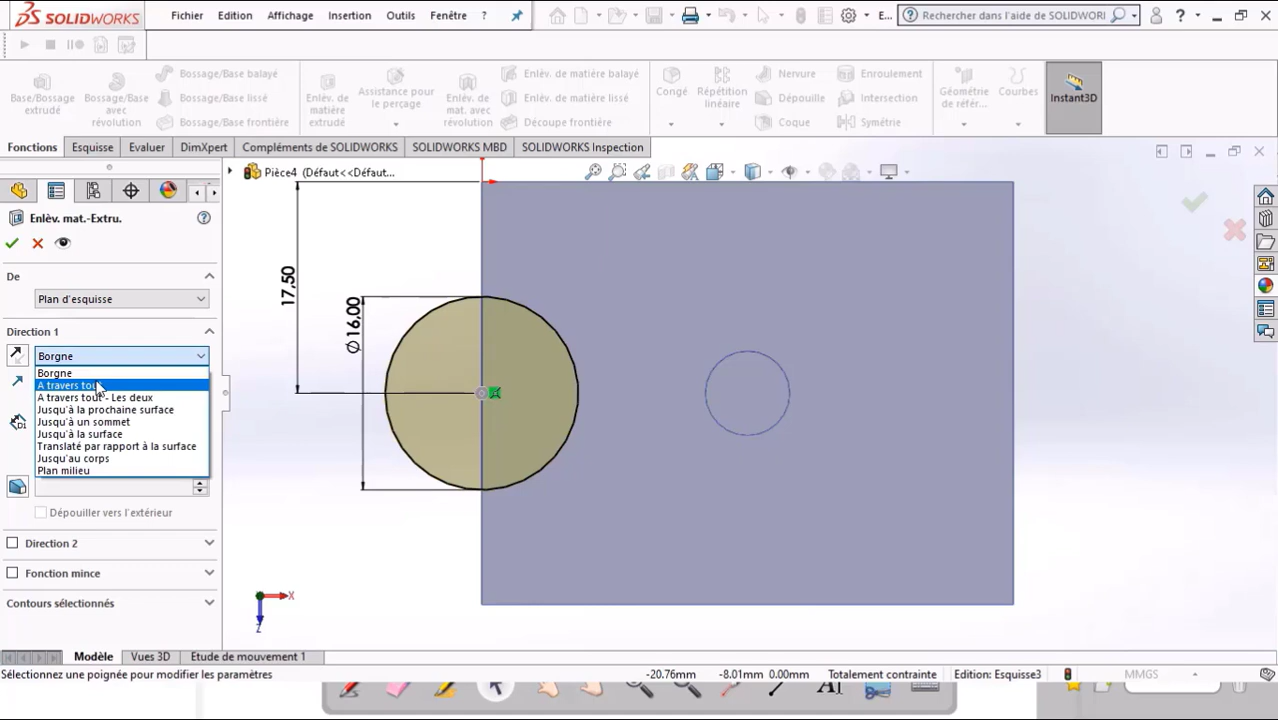 SOLIDWORKS Fichier Edition Affichage Insertion Outils Fenêtre ? E... Rechercher dans l'aide de SOLIDWORI ?
Base/Bossage extrudé
Bossage/Base avec révolution
Bossage/Base balayé
Bossage/Base lissé
Bossage/Base frontière
Enlèv. de matière extrudé
Assistance pour le perçage
Enlèv. de mat. avec révolution
Enlèv. de matière balayé
Enlèv. de matière lissé
Découpe frontière
Congé
Répétition linéaire
Nervure
Dépouille
Coque
Enroulement
Intersection
Symétrie
Géométrie de référ...
Courbes
Instant3D
Fonctions Esquisse Evaluer DimXpert Compléments de SOLIDWORKS SOLIDWORKS MBD SOLIDWORKS Inspection
Pièce4 (Défaut<<Défaut...
Enlèv. mat.-Extru. ?
De
Plan d'esquisse
Direction 1
Borgne
Borgne
A travers tout
A travers tout - Les deux
Jusqu'à la prochaine surface
Jusqu'à un sommet
Jusqu'à la surface
Translaté par rapport à la surface
Jusqu'au corps
Plan milieu
Dépouiller vers l'extérieur
Direction 2
Fonction mince
Contours sélectionnés
17,50
Ø16,00
X
Z
Modèle Vues 3D Etude de mouvement 1
Sélectionnez une poignée pour modifier les paramètres -20.76mm -8.01mm 0.00mm Totalement contrainte Edition: Esquisse3 MMGS